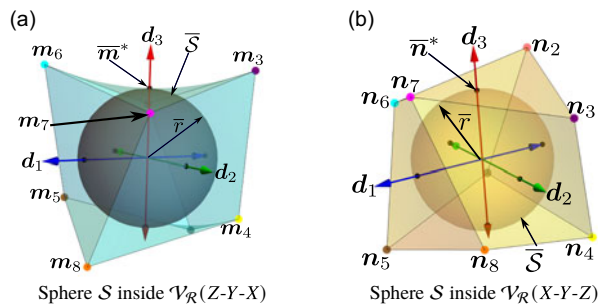 (a)
m̅* S̅ d₃
m₆ m₃
m₇ r̅
d₁ d₂
m₅ m₄
m₈
Sphere 𝒮 inside 𝒱_ℛ(Z-Y-X)
(b)
d₃
n̅* n₂
n₇
n₆ r̅ n₃
d₁ d₂
S̅
n₅ n₈ n₄
Sphere 𝒮 inside 𝒱_ℛ(X-Y-Z)